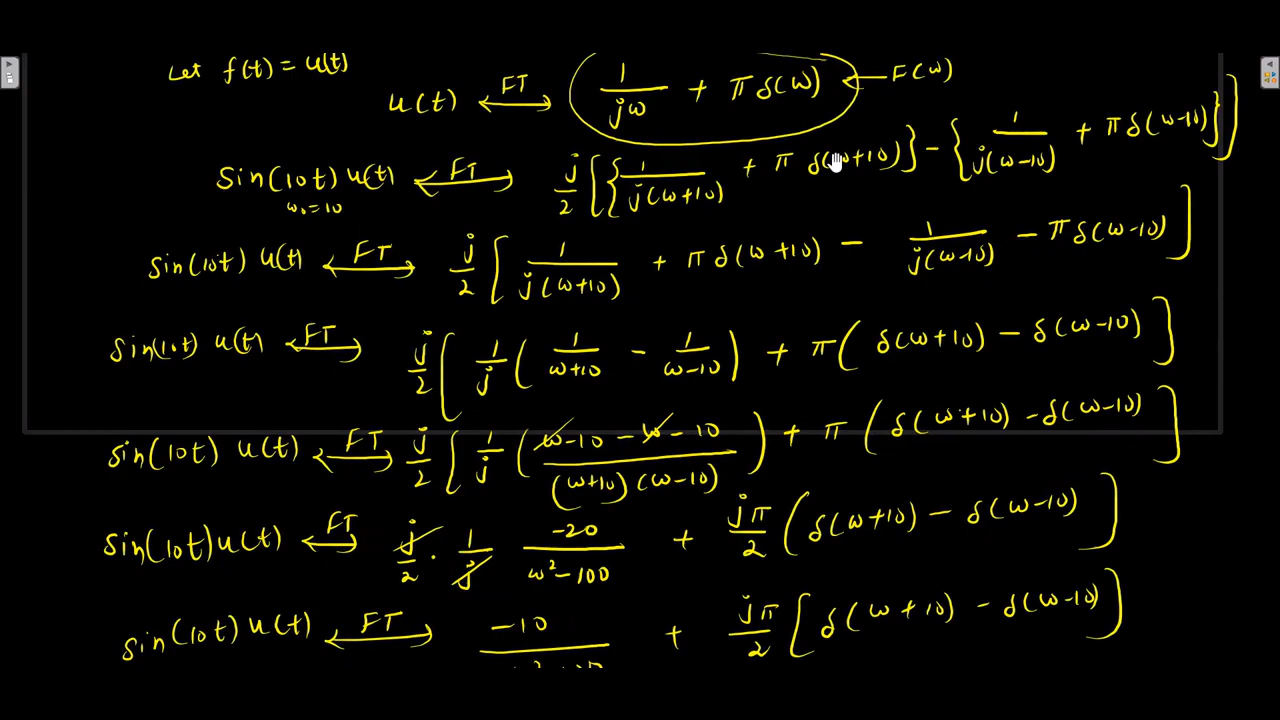 Let f(t) = u(t)
u(t) ⟷FT 1/jω + πδ(ω) ← F(ω)
Sin(10t) u(t) ⟷FT j/2 [ { 1/j(ω+10) + π δ(ω+10) } - { 1/j(ω-10) + π δ(ω-10) } ]
ω₀=10
Sin(10t) u(t) ⟷FT j/2 [ 1/j(ω+10) + π δ(ω+10) - 1/j(ω-10) - π δ(ω-10) ]
Sin(10t) u(t) ⟷FT j/2 [ 1/j ( 1/ω+10 - 1/ω-10 ) + π ( δ(ω+10) - δ(ω-10) ]
Sin(10t) u(t) ⟷FT j/2 [ 1/j ( ω-10-ω-10 / (ω+10)(ω-10) ) + π ( δ(ω+10) - δ(ω-10) ]
Sin(10t)u(t) ⟷FT j/2 . 1/j -20/ω²-100 + jπ/2 ( δ(ω+10) - δ(ω-10) ]
Sin(10t)u(t) ⟷FT -10/ + jπ/2 [ δ(ω+10) - δ(ω-10) ]